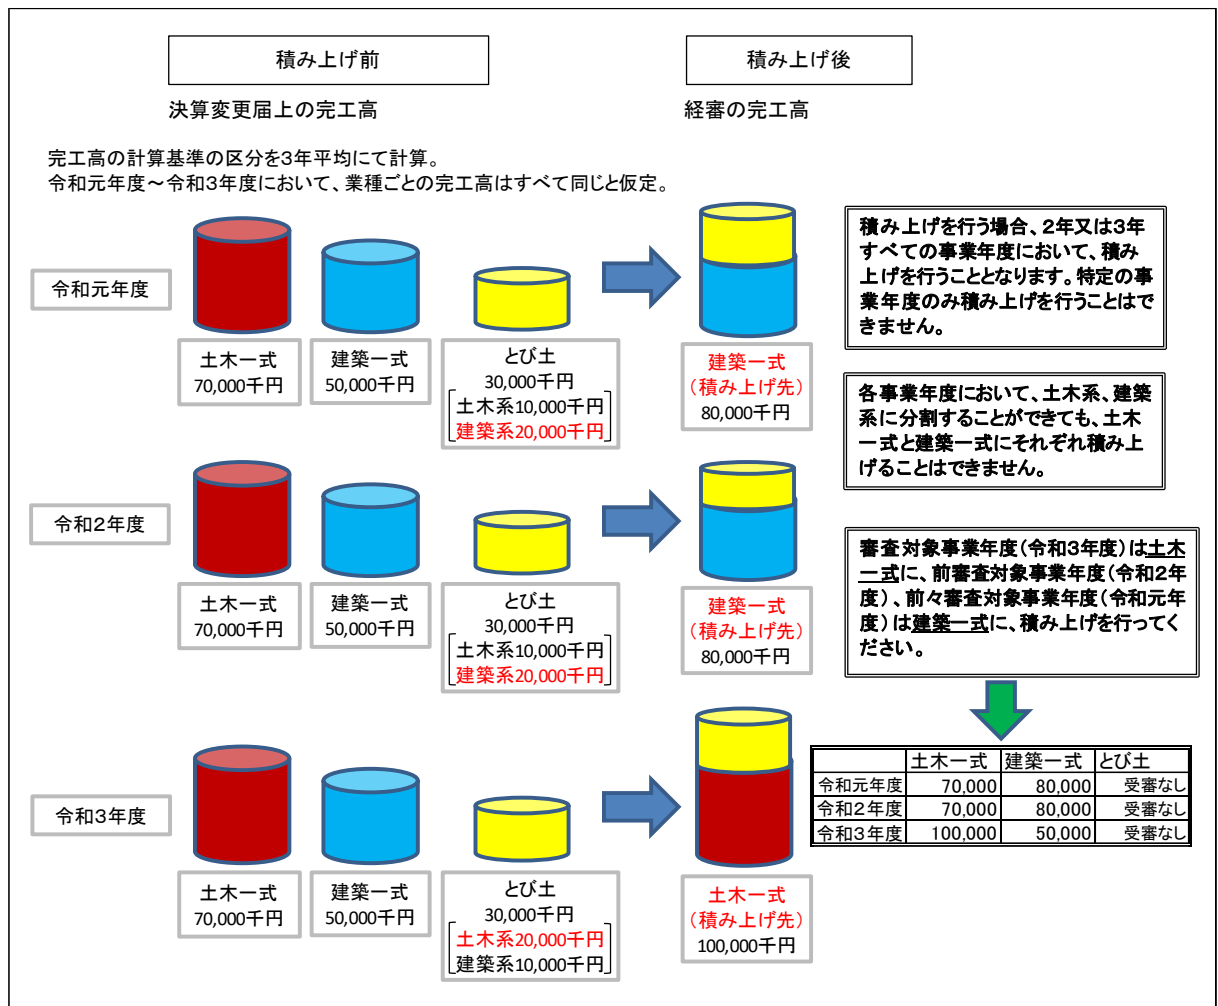 積み上げ前
積み上げ後
決算変更届上の完工高
経審の完工高
完工高の計算基準の区分を3年平均にて計算。
令和元年度～令和3年度において、業種ごとの完工高はすべて同じと仮定。
令和元年度
土木一式
70,000千円
建築一式
50,000千円
とび土
30,000千円
土木系10,000千円
建築系20,000千円
建築一式
（積み上げ先）
80,000千円
積み上げを行う場合、2年又は3年
すべての事業年度において、積み
上げを行うこととなります。特定の事
業年度のみ積み上げを行うことはで
きません。
各事業年度において、土木系、建築
系に分割することができても、土木
一式と建築一式にそれぞれ積み上
げることはできません。
令和2年度
土木一式
70,000千円
建築一式
50,000千円
とび土
30,000千円
土木系10,000千円
建築系20,000千円
建築一式
（積み上げ先）
80,000千円
審査対象事業年度（令和3年度）は土木
一式に、前審査対象事業年度（令和2年
度）、前々審査対象事業年度（令和元年
度）は建築一式に、積み上げを行ってく
ださい。
令和3年度
土木一式
70,000千円
建築一式
50,000千円
とび土
30,000千円
土木系20,000千円
建築系10,000千円
土木一式
（積み上げ先）
100,000千円
土木一式 建築一式 とび土
令和元年度 70,000 80,000 受審なし
令和2年度 70,000 80,000 受審なし
令和3年度 100,000 50,000 受審なし